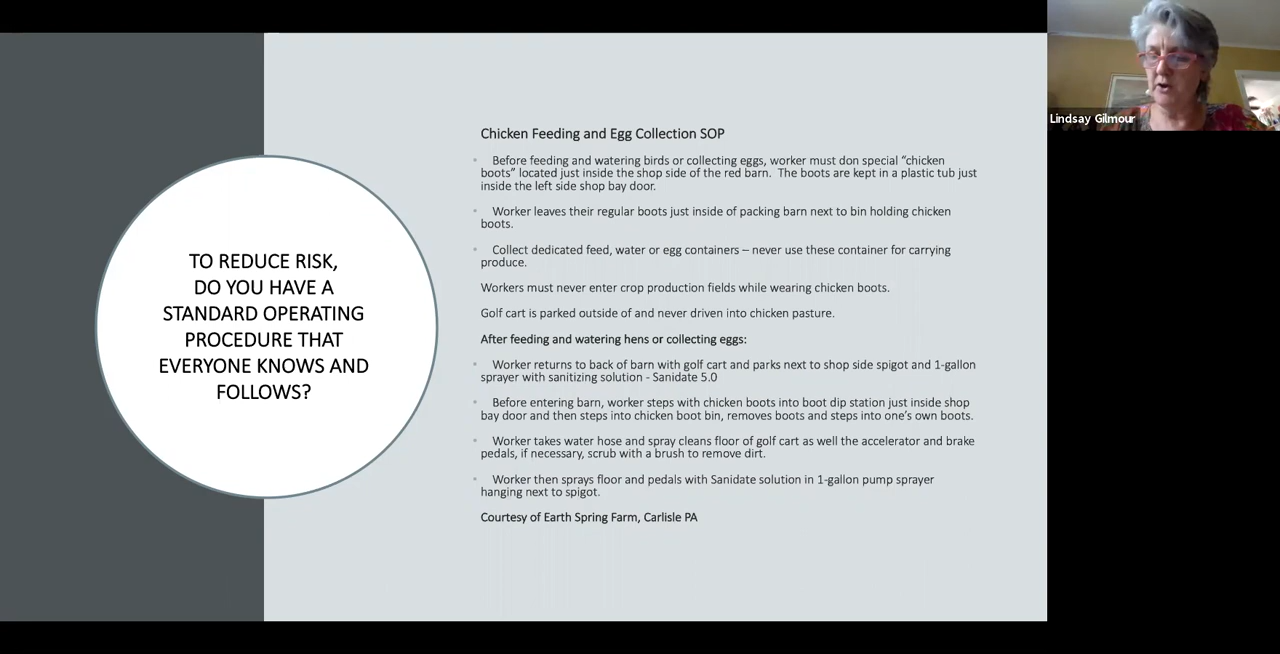 TO REDUCE RISK,
DO YOU HAVE A
STANDARD OPERATING
PROCEDURE THAT
EVERYONE KNOWS AND
FOLLOWS?
Chicken Feeding and Egg Collection SOP
Before feeding and watering birds or collecting eggs, worker must don special “chicken
boots” located just inside the shop side of the red barn.  The boots are kept in a plastic tub just
inside the left side shop bay door.
Worker leaves their regular boots just inside of packing barn next to bin holding chicken
boots.
Collect dedicated feed, water or egg containers – never use these container for carrying
produce.
Workers must never enter crop production fields while wearing chicken boots.
Golf cart is parked outside of and never driven into chicken pasture.
After feeding and watering hens or collecting eggs:
Worker returns to back of barn with golf cart and parks next to shop side spigot and 1-gallon
sprayer with sanitizing solution - Sanidate 5.0
Before entering barn, worker steps with chicken boots into boot dip station just inside shop
bay door and then steps into chicken boot bin, removes boots and steps into one’s own boots.
Worker takes water hose and spray cleans floor of golf cart as well the accelerator and brake
pedals, if necessary, scrub with a brush to remove dirt.
Worker then sprays floor and pedals with Sanidate solution in 1-gallon pump sprayer
hanging next to spigot.
Courtesy of Earth Spring Farm, Carlisle PA
Lindsay Gilmour